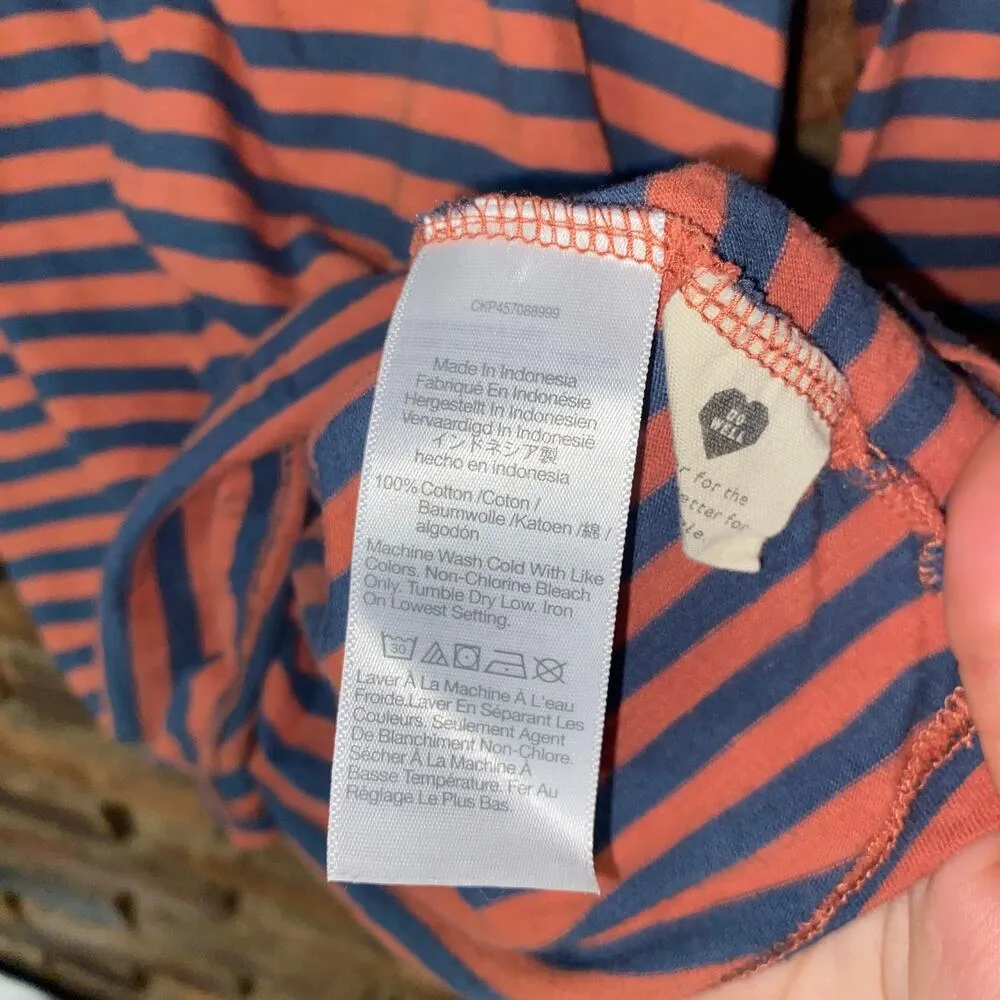 CKP457088999
Made In Indonesia
Fabriqué En Indonésie
Hergestellt In Indonesien
Vervaardigd In Indonesië
インドネシア製
hecho en indonesia
100% Cotton /Coton /
Baumwolle /Katoen /綿 /
algodón
Machine Wash Cold With Like
Colors. Non-Chlorine Bleach
Only. Tumble Dry Low. Iron
On Lowest Setting.
30
Laver À La Machine À L'eau
Froide.Laver En Séparant Les
Couleurs. Seulement Agent
De Blanchiment Non-Chlore.
Sécher À La Machine À
Basse Température. Fer Au
Réglage Le Plus Bas.
DO
WELL
for the
for